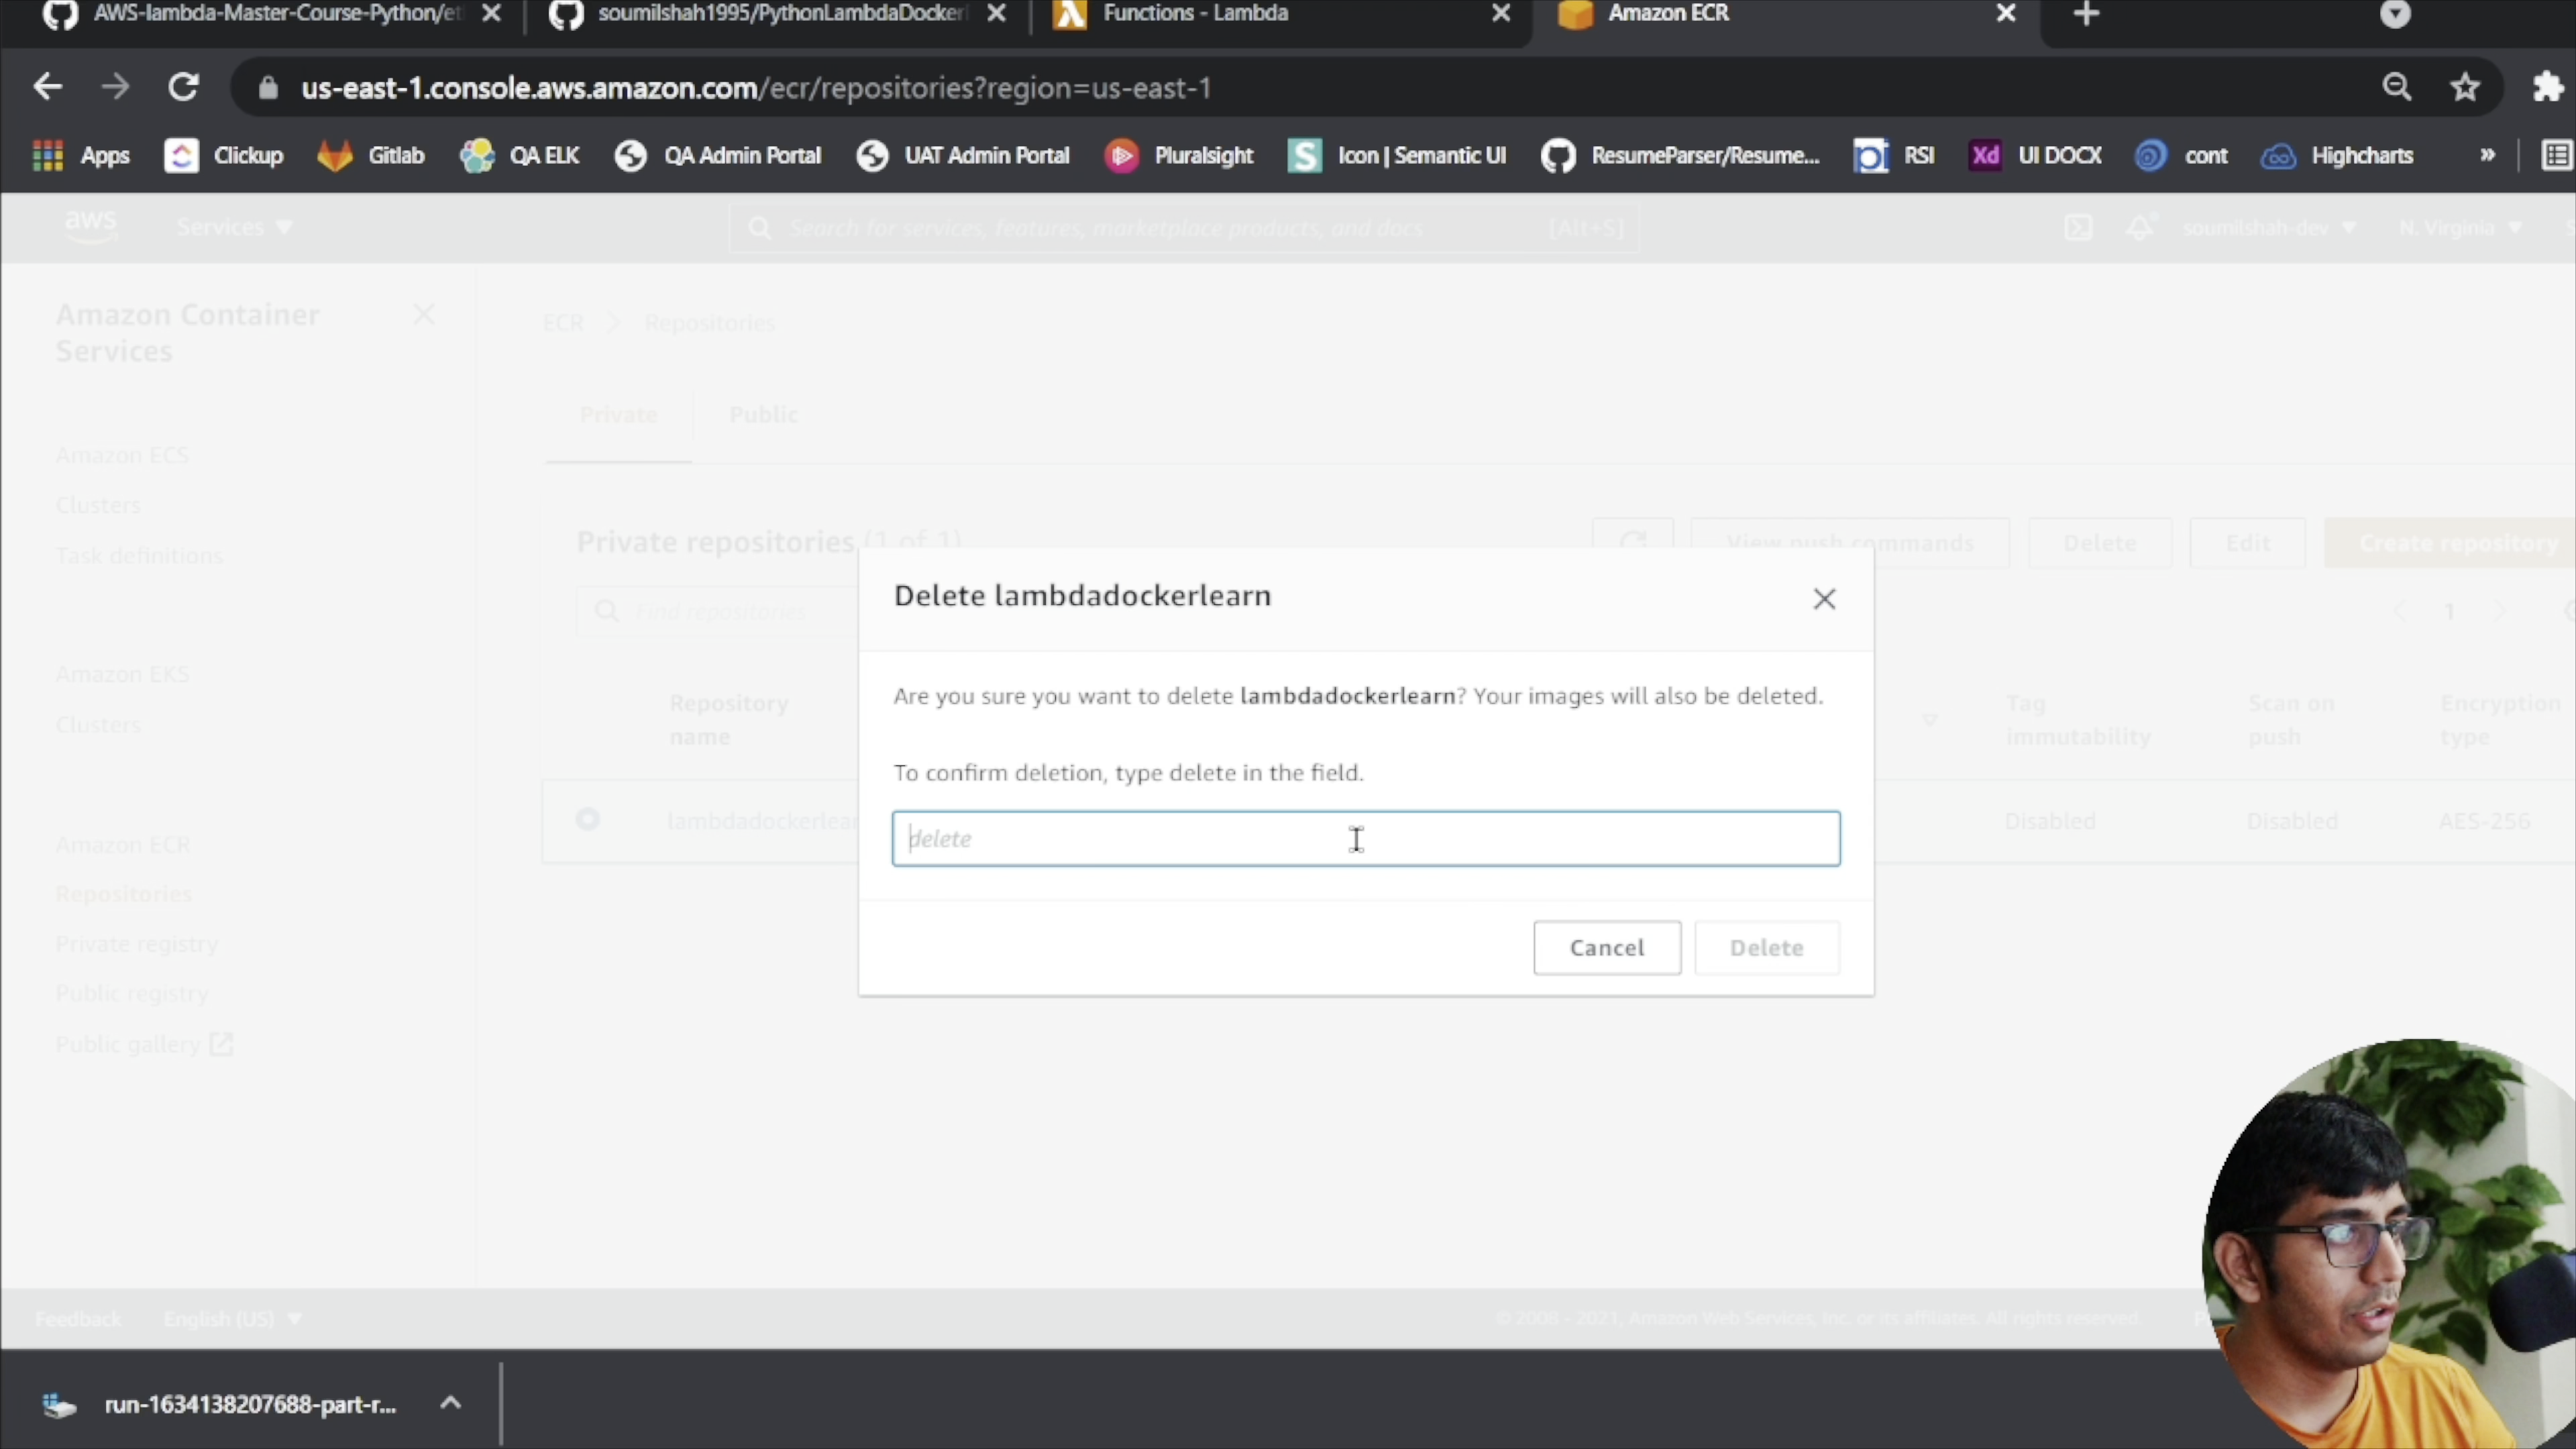 AWS-lambda-Master-Course-Python/et
soumilshah1995/PythonLambdaDocker
Functions - Lambda
Amazon ECR
us-east-1.console.aws.amazon.com/ecr/repositories?region=us-east-1
Apps
Clickup
Gitlab
QA ELK
QA Admin Portal
UAT Admin Portal
Pluralsight
Icon | Semantic UI
ResumeParser/Resume...
RSI
Xd UI DOCX
cont
Highcharts
aws
Services
Search for services, features, marketplace products, and docs
[Alt+S]
soumilshah-dev
N. Virginia
Amazon Container
Services
ECR
Repositories
Private
Public
Amazon ECS
Clusters
Task definitions
Amazon EKS
Clusters
Amazon ECR
Repositories
Private registry
Public registry
Public gallery
Private repositories (1 of 1)
View push commands
Delete
Edit
Create repository
Find repositories
1
Repository
name
Tag
immutability
Scan on
push
Encryption
type
lambdadockerlear
Disabled
Disabled
AES-256
Delete lambdadockerlearn
Are you sure you want to delete lambdadockerlearn? Your images will also be deleted.
To confirm deletion, type delete in the field.
delete
Cancel
Delete
Feedback
English (US)
© 2008 - 2021, Amazon Web Services, Inc. or its affiliates. All rights reserved.
run-1634138207688-part-r...